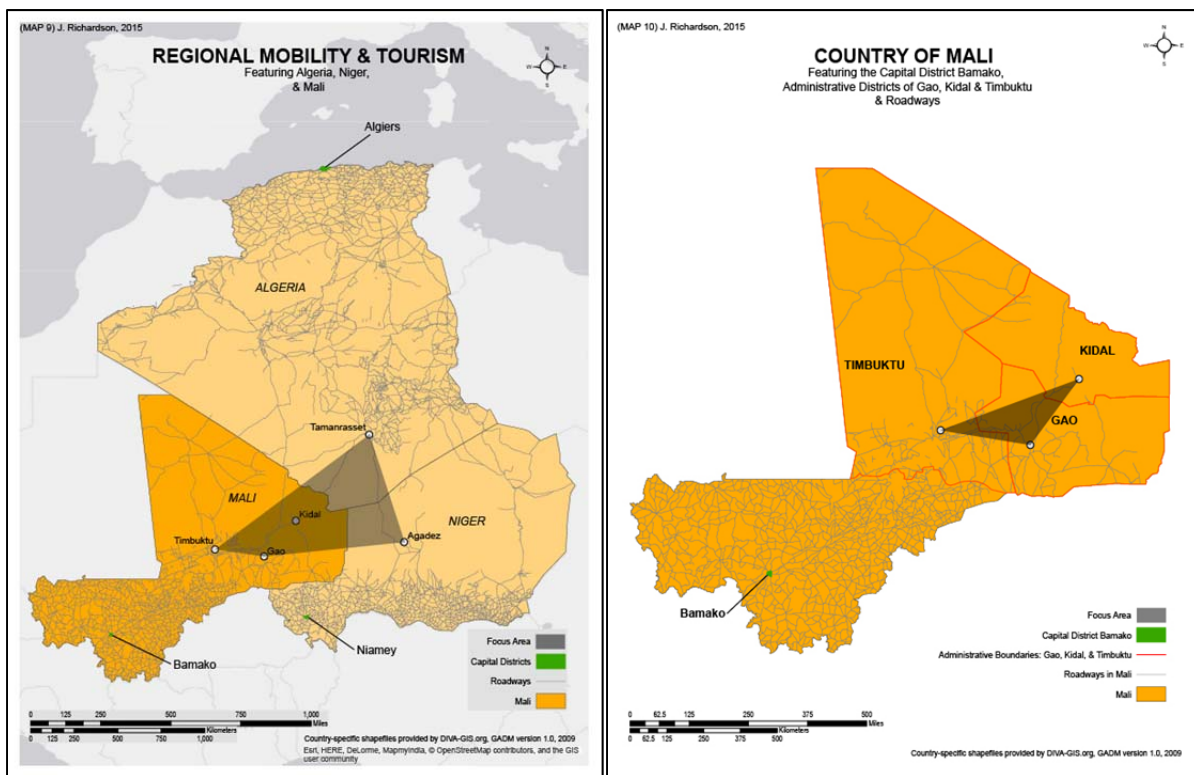 (MAP 9) J. Richardson, 2015
REGIONAL MOBILITY & TOURISM
Featuring Algeria, Niger,
& Mali
N
W
E
S
Algiers
ALGERIA
Tamanrasset
MALI
Kidal
NIGER
Timbuktu
Gao
Agadez
Bamako
Niamey
Focus Area
Capital Districts
Roadways
Mali
0 125 250 500 750 1,000
Miles
Kilometers
0 125 250 500 750 1,000
Country-specific shapefiles provided by DIVA-GIS.org, GADM version 1.0, 2009
Esri, HERE, DeLorme, MapmyIndia, © OpenStreetMap contributors, and the GIS
user community
(MAP 10) J. Richardson, 2015
COUNTRY OF MALI
Featuring the Capital District Bamako,
Administrative Districts of Gao, Kidal & Timbuktu
& Roadways
N
W
E
S
TIMBUKTU
KIDAL
GAO
Bamako
Focus Area
Capital District Bamako
Administrative Boundaries: Gao, Kidal, & Timbuktu
Roadways in Mali
Mali
0 62.5 125 250 375 500
Miles
Kilometers
0 62.5 125 250 375 500
Country-specific shapefiles provided by DIVA-GIS.org, GADM version 1.0, 2009